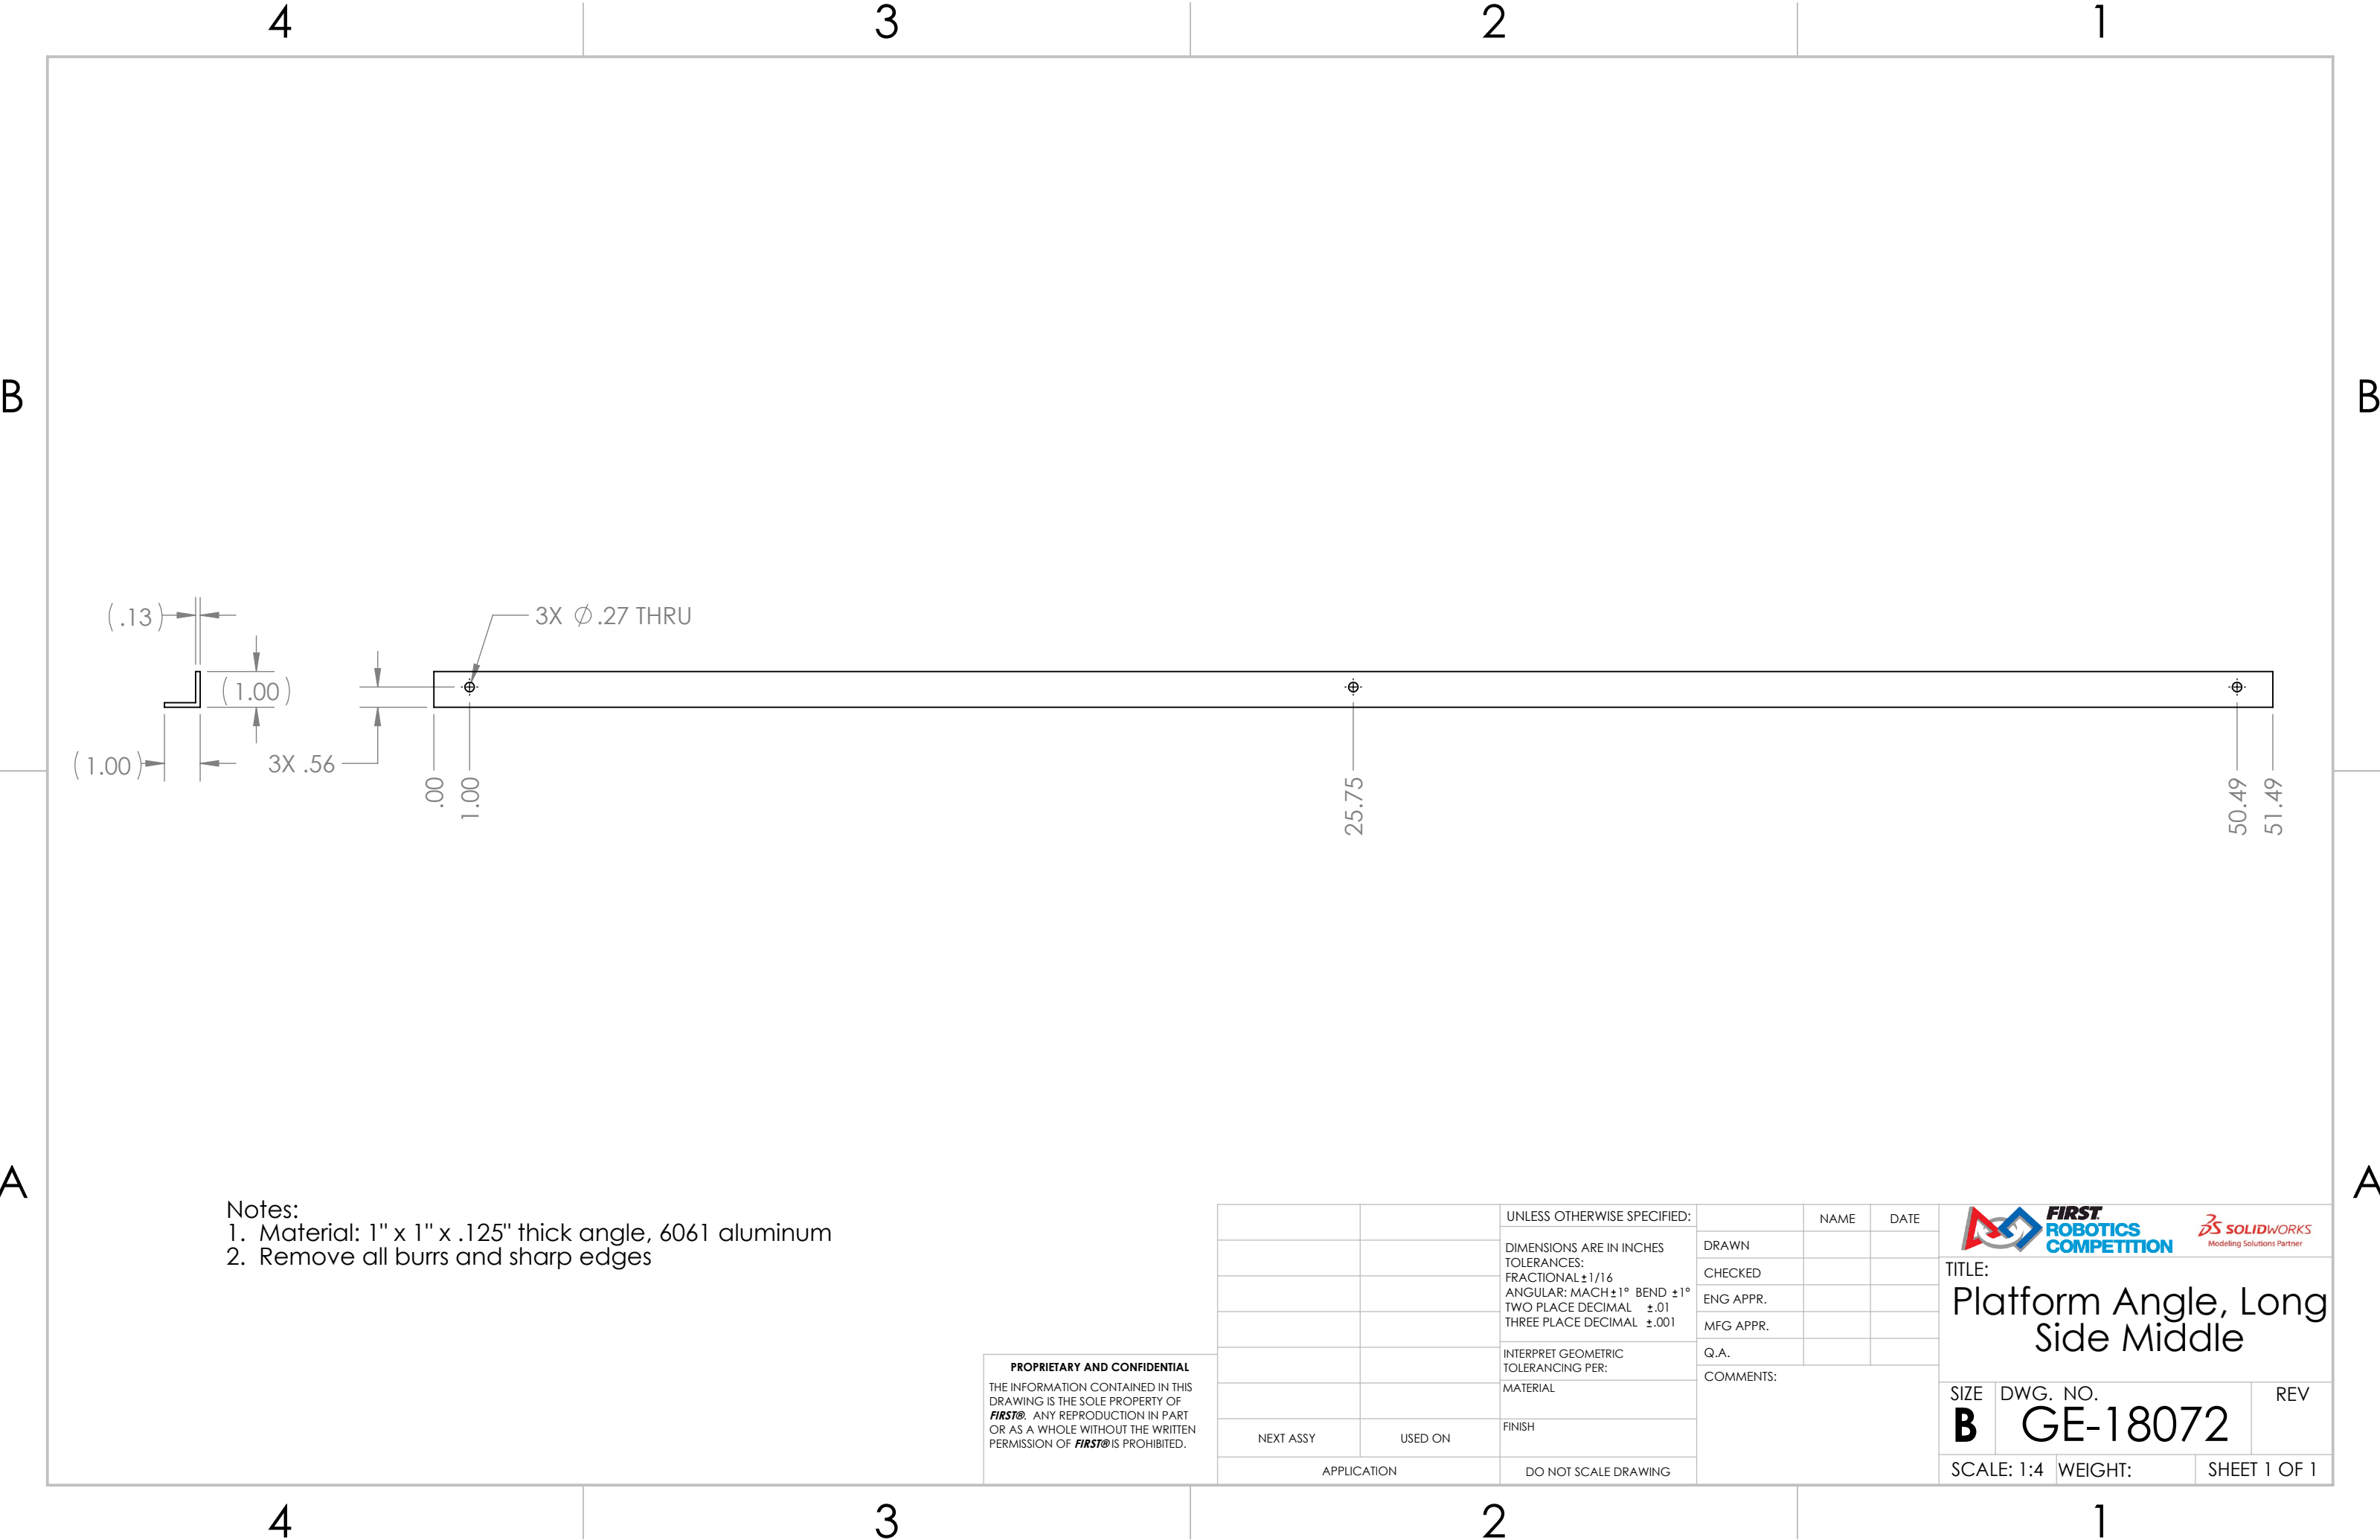 4 3 2 1
B B
(.13)
3X Ø.27 THRU
(1.00)
(1.00)
3X .56
.00
1.00
25.75
50.49
51.49
A A
Notes:
1. Material: 1" x 1" x .125" thick angle, 6061 aluminum
2. Remove all burrs and sharp edges
PROPRIETARY AND CONFIDENTIAL
THE INFORMATION CONTAINED IN THIS
DRAWING IS THE SOLE PROPERTY OF
FIRST®. ANY REPRODUCTION IN PART
OR AS A WHOLE WITHOUT THE WRITTEN
PERMISSION OF FIRST® IS PROHIBITED.
NEXT ASSY USED ON
APPLICATION
UNLESS OTHERWISE SPECIFIED:
DIMENSIONS ARE IN INCHES
TOLERANCES:
FRACTIONAL ±1/16
ANGULAR: MACH ±1° BEND ±1°
TWO PLACE DECIMAL ±.01
THREE PLACE DECIMAL ±.001
INTERPRET GEOMETRIC
TOLERANCING PER:
MATERIAL
FINISH
DO NOT SCALE DRAWING
NAME DATE
DRAWN
CHECKED
ENG APPR.
MFG APPR.
Q.A.
COMMENTS:
FIRST.
ROBOTICS
COMPETITION
SOLIDWORKS
Modeling Solutions Partner
TITLE:
Platform Angle, Long
Side Middle
SIZE DWG. NO. REV
B GE-18072
SCALE: 1:4 WEIGHT: SHEET 1 OF 1
4 3 2 1